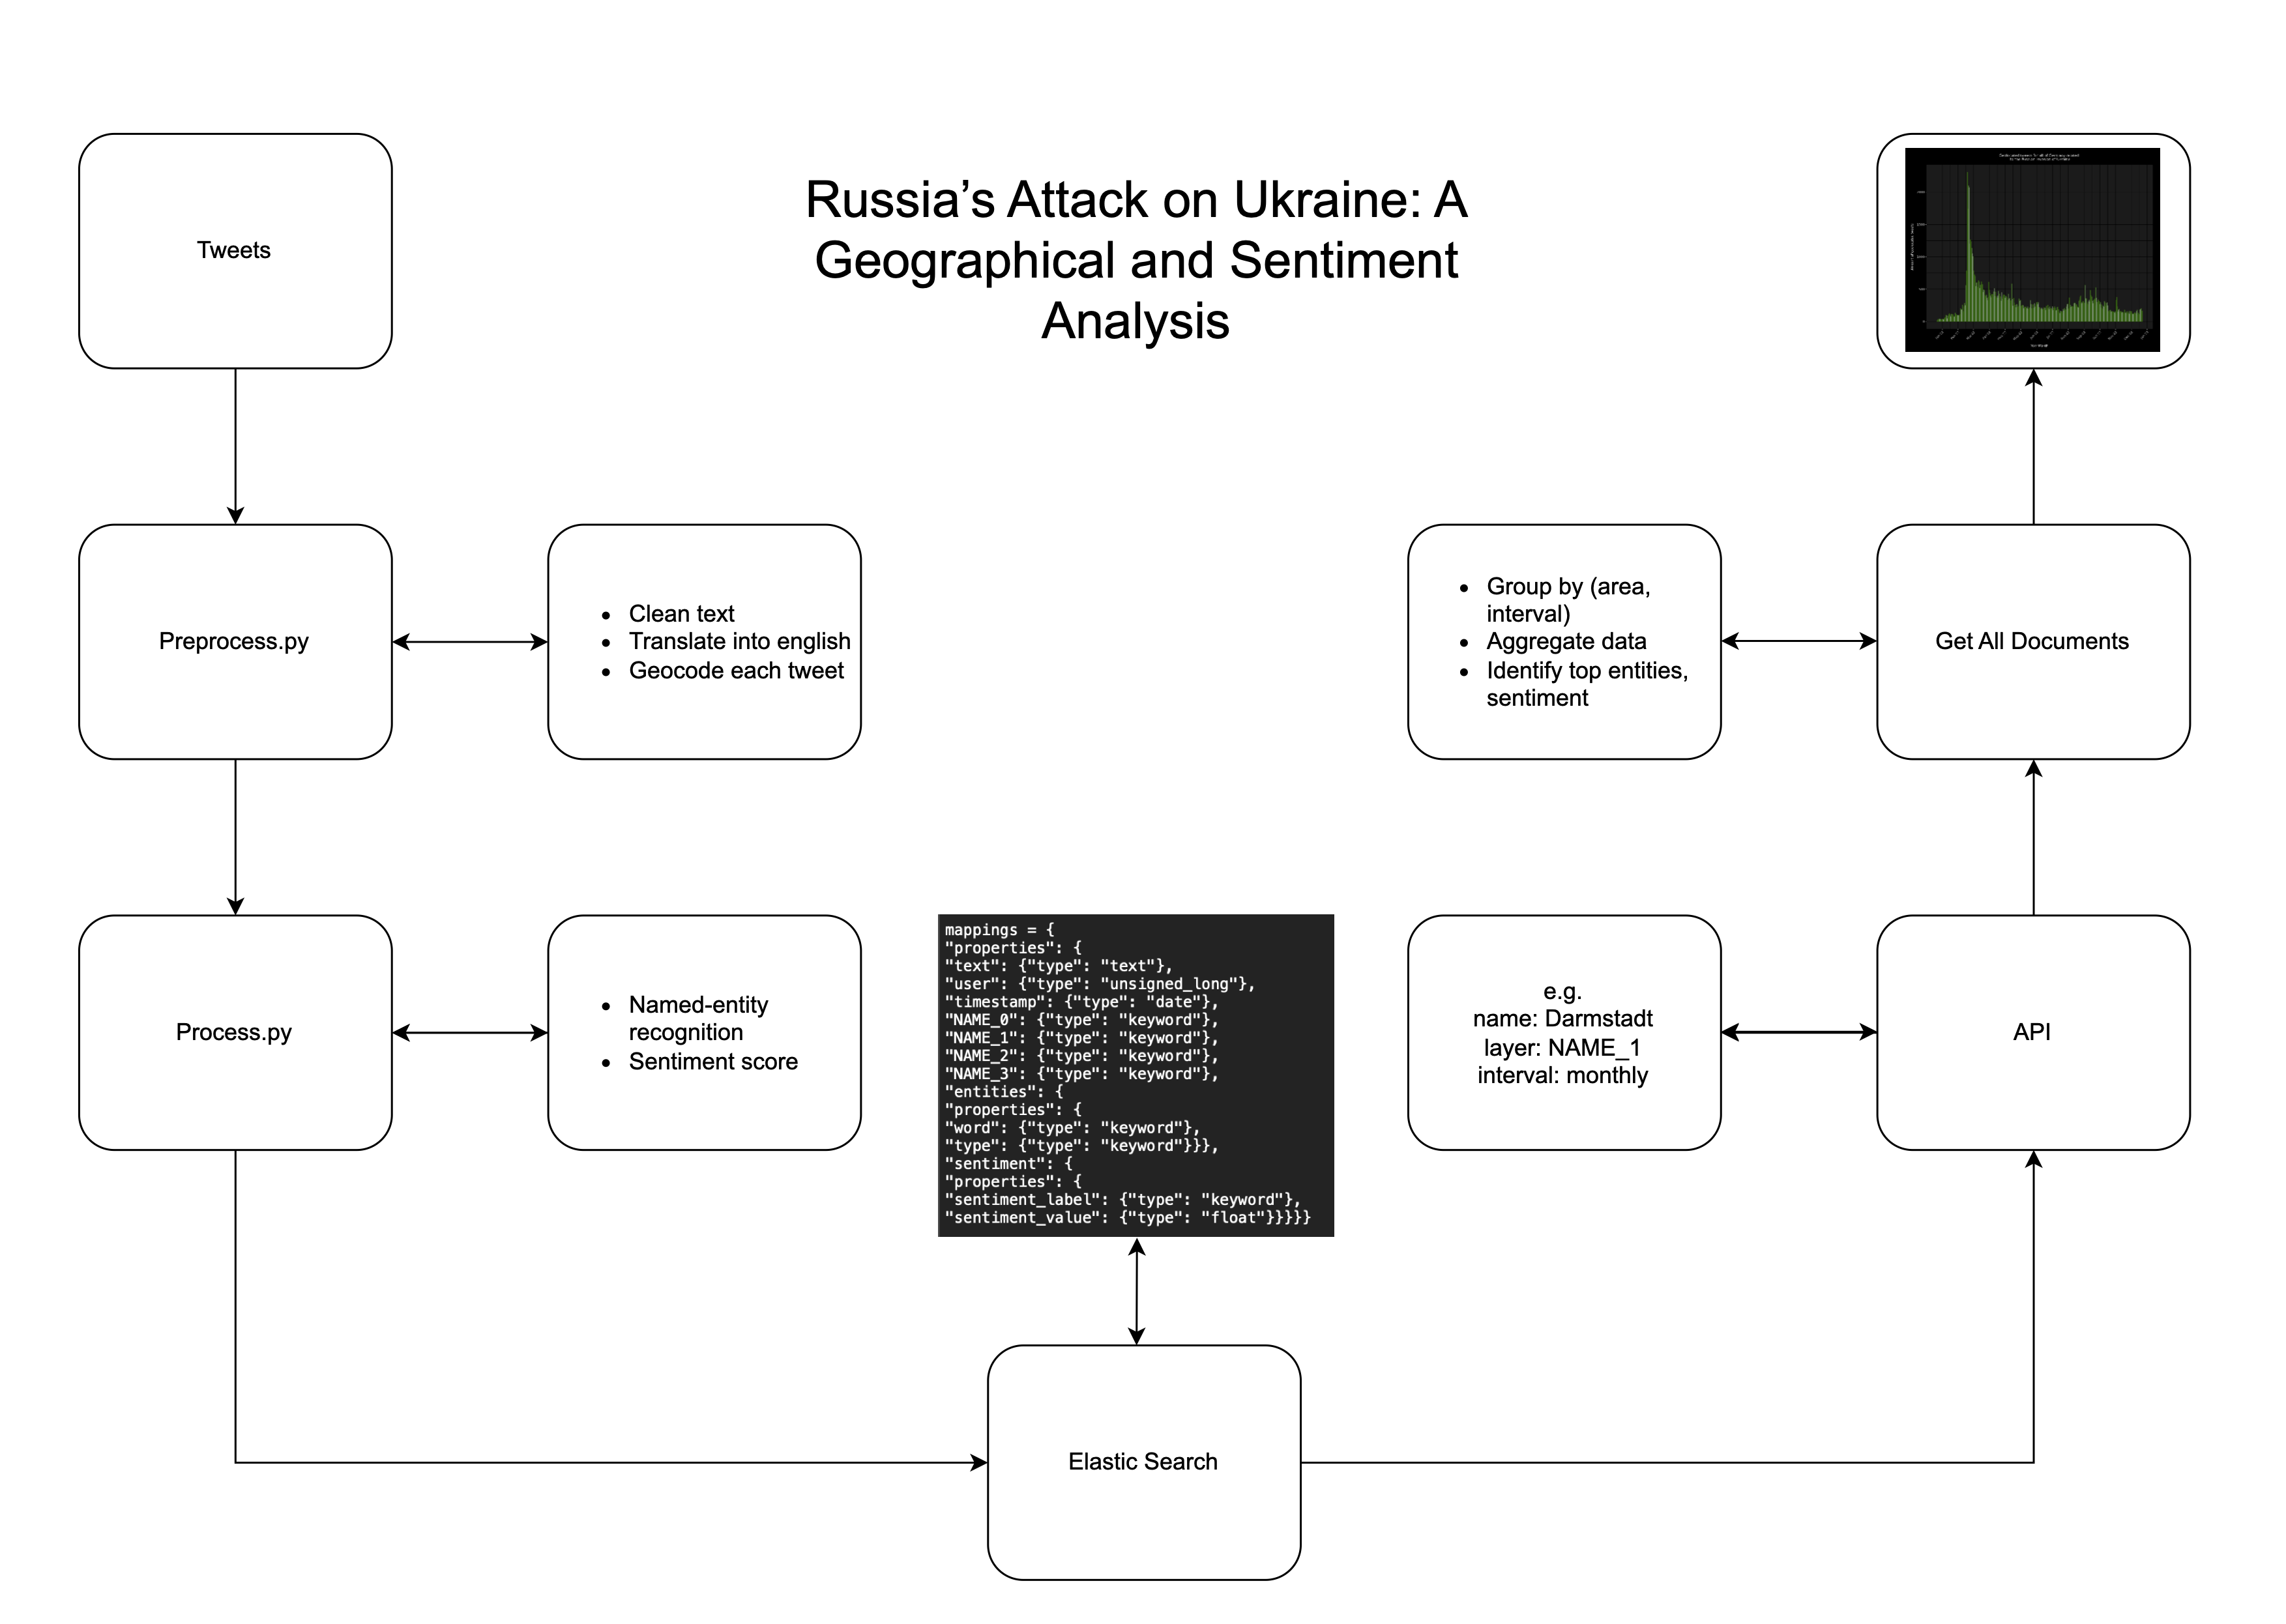 Russia’s Attack on Ukraine: A
Geographical and Sentiment
Analysis
Tweets
Preprocess.py
Clean text
Translate into english
Geocode each tweet
Process.py
Named-entity
recognition
Sentiment score
mappings = {
"properties": {
"text": {"type": "text"},
"user": {"type": "unsigned_long"},
"timestamp": {"type": "date"},
"NAME_0": {"type": "keyword"},
"NAME_1": {"type": "keyword"},
"NAME_2": {"type": "keyword"},
"NAME_3": {"type": "keyword"},
"entities": {
"properties": {
"word": {"type": "keyword"},
"type": {"type": "keyword"}}},
"sentiment": {
"properties": {
"sentiment_label": {"type": "keyword"},
"sentiment_value": {"type": "float"}}}}}
Elastic Search
e.g.
name: Darmstadt
layer: NAME_1
interval: monthly
API
Group by (area,
interval)
Aggregate data
Identify top entities,
sentiment
Get All Documents